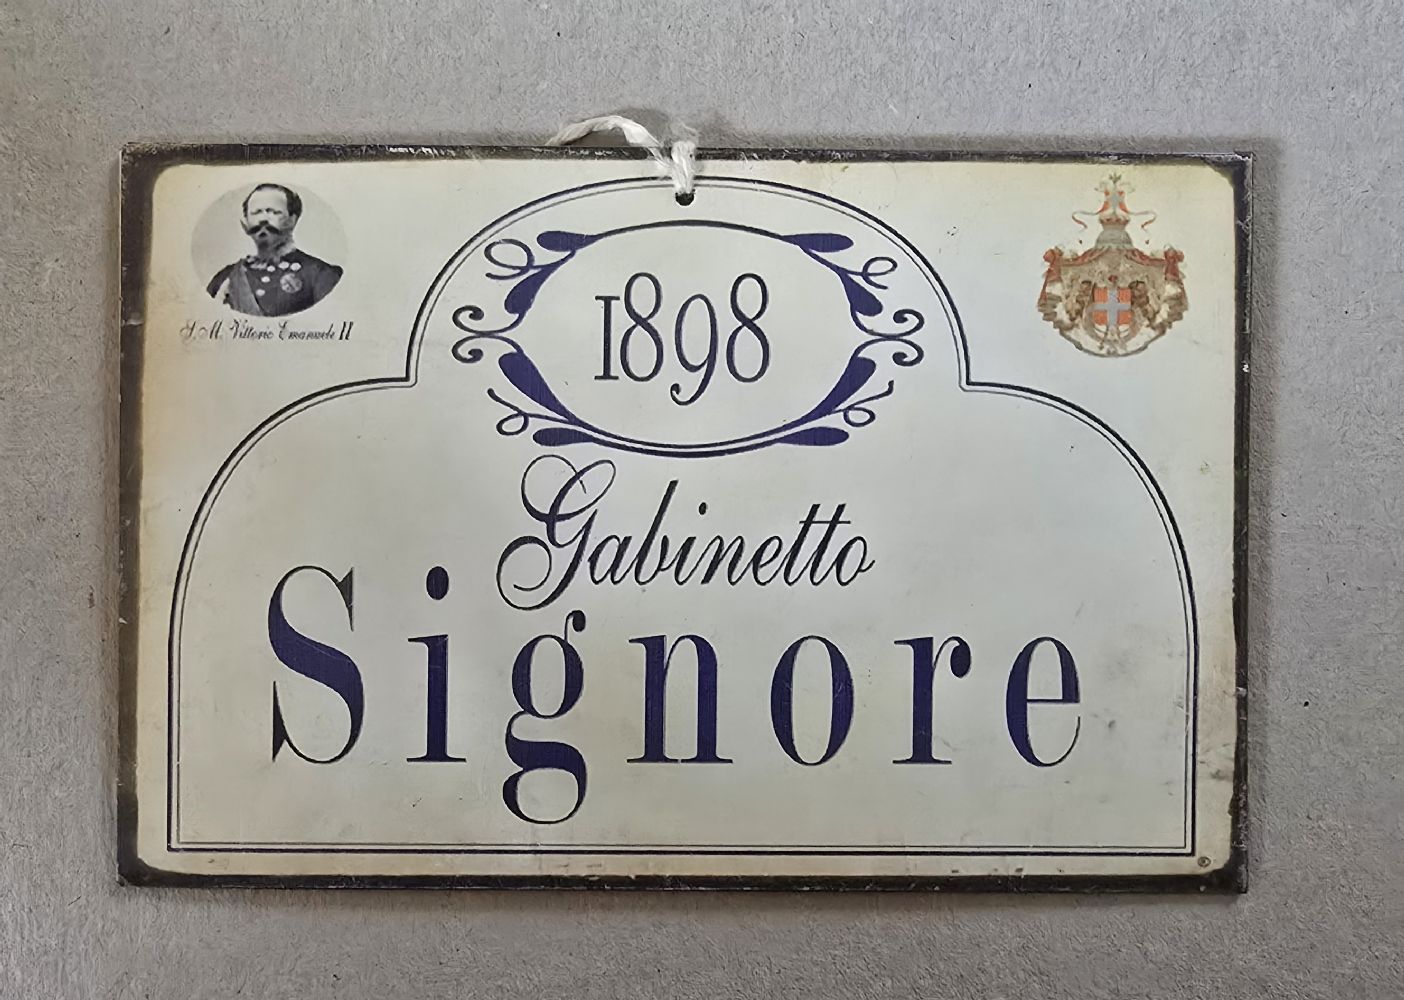 S. M. Vittorio Emanuele II
1898
Gabinetto
Signore